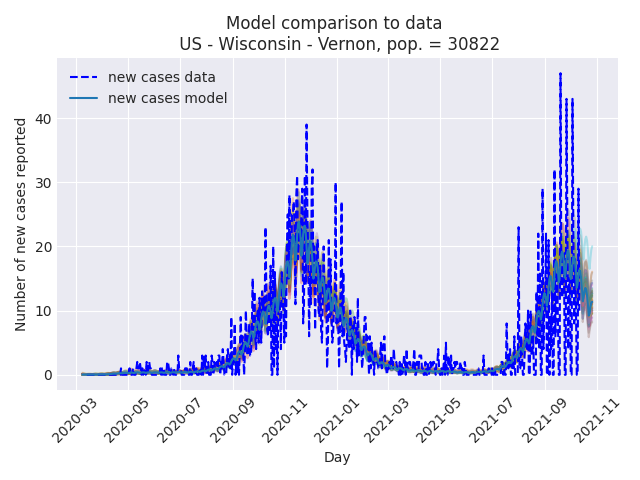 Model comparison to data
US - Wisconsin - Vernon, pop. = 30822
new cases data
new cases model
Number of new cases reported
40
30
20
10
0
2020-03
2020-05
2020-07
2020-09
2020-11
2021-01
2021-03
2021-05
2021-07
2021-09
2021-11
Day